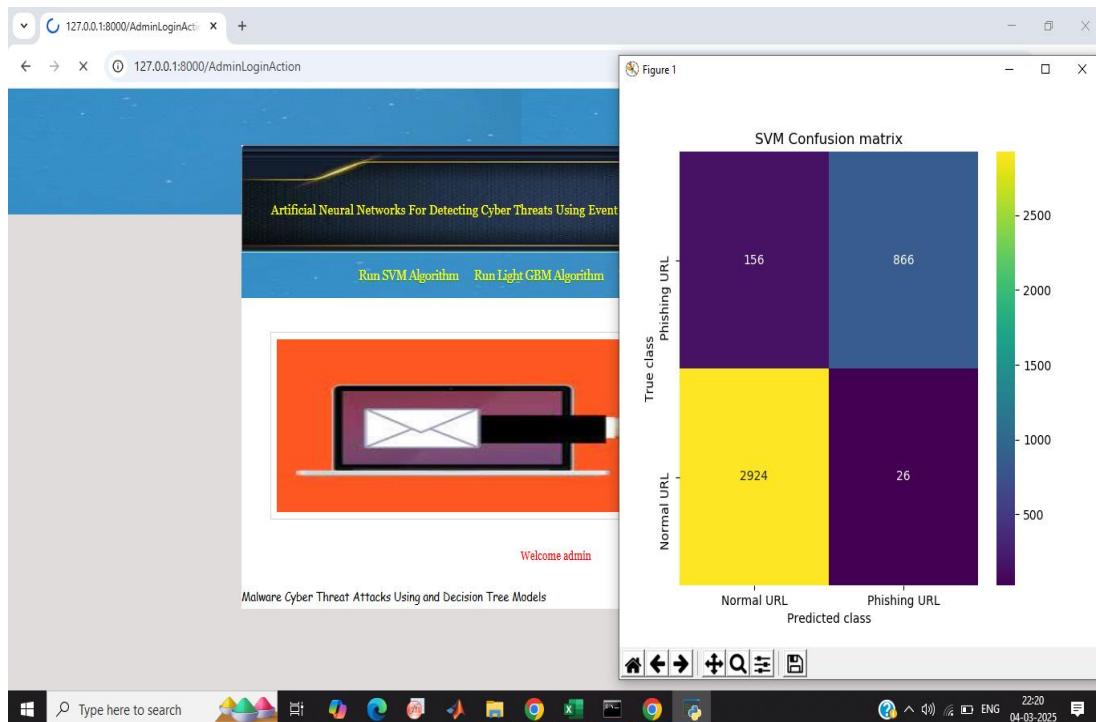 127.0.0.1:8000/AdminLoginActi
127.0.0.1:8000/AdminLoginAction
Artificial Neural Networks For Detecting Cyber Threats Using Event
Run SVM Algorithm Run Light GBM Algorithm
Welcome admin
Malware Cyber Threat Attacks Using and Decision Tree Models
Figure 1
SVM Confusion matrix
True class
Phishing URL
Normal URL
156 866
2924 26
Normal URL Phishing URL
Predicted class
2500
2000
1500
1000
500
Type here to search
ENG
22:20
04-03-2025